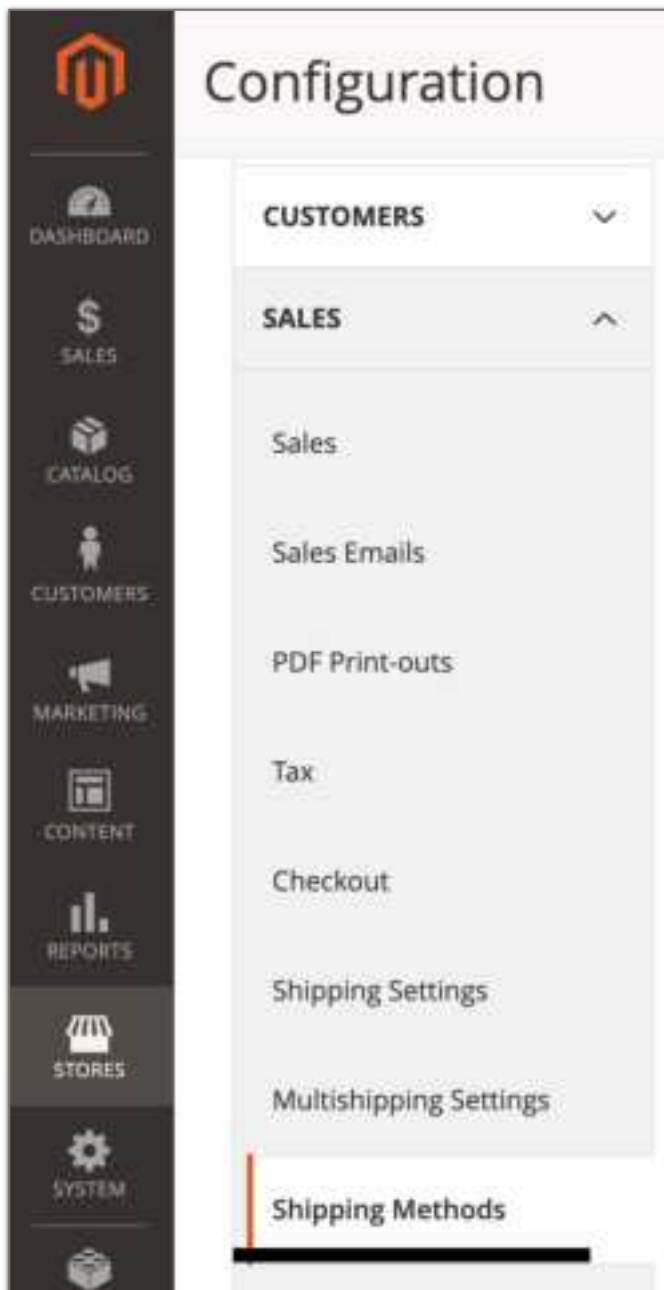 Configuration
DASHBOARD
SALES
CATALOG
CUSTOMERS
MARKETING
CONTENT
REPORTS
STORES
SYSTEM
CUSTOMERS
SALES
Sales
Sales Emails
PDF Print-outs
Tax
Checkout
Shipping Settings
Multishipping Settings
Shipping Methods